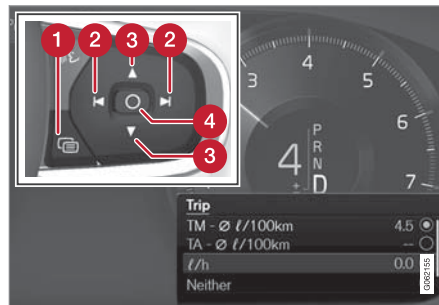 1
2
3
2
4
3
3
4
5
6
7
4
P
R
N
D
+
Trip
TM - Ø ℓ/100km 4.5
TA - Ø ℓ/100km --
ℓ/h 0.0
Neither
G062155